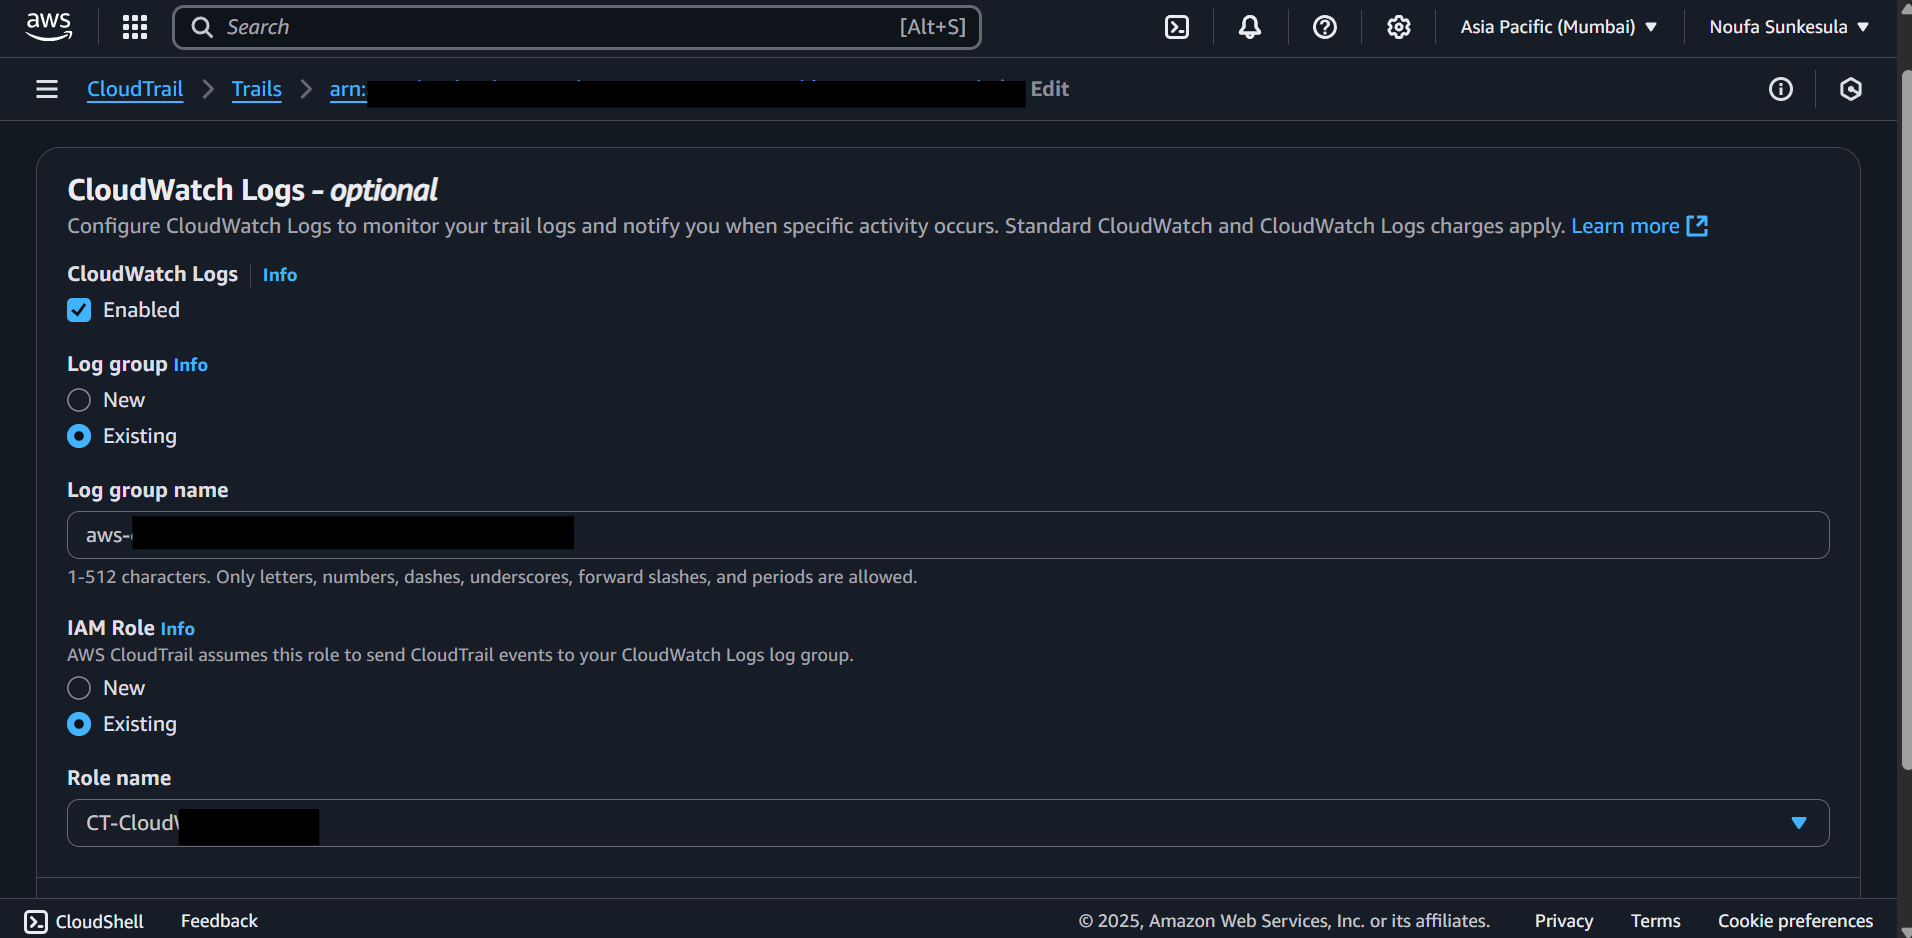 aws
Search [Alt+S]
Asia Pacific (Mumbai)
Noufa Sunkesula
CloudTrail > Trails > arn: Edit
CloudWatch Logs – optional
Configure CloudWatch Logs to monitor your trail logs and notify you when specific activity occurs. Standard CloudWatch and CloudWatch Logs charges apply. Learn more
CloudWatch Logs | Info
Enabled
Log group Info
New
Existing
Log group name
aws-
1-512 characters. Only letters, numbers, dashes, underscores, forward slashes, and periods are allowed.
IAM Role Info
AWS CloudTrail assumes this role to send CloudTrail events to your CloudWatch Logs log group.
New
Existing
Role name
CT-Cloud
CloudShell Feedback © 2025, Amazon Web Services, Inc. or its affiliates. Privacy Terms Cookie preferences